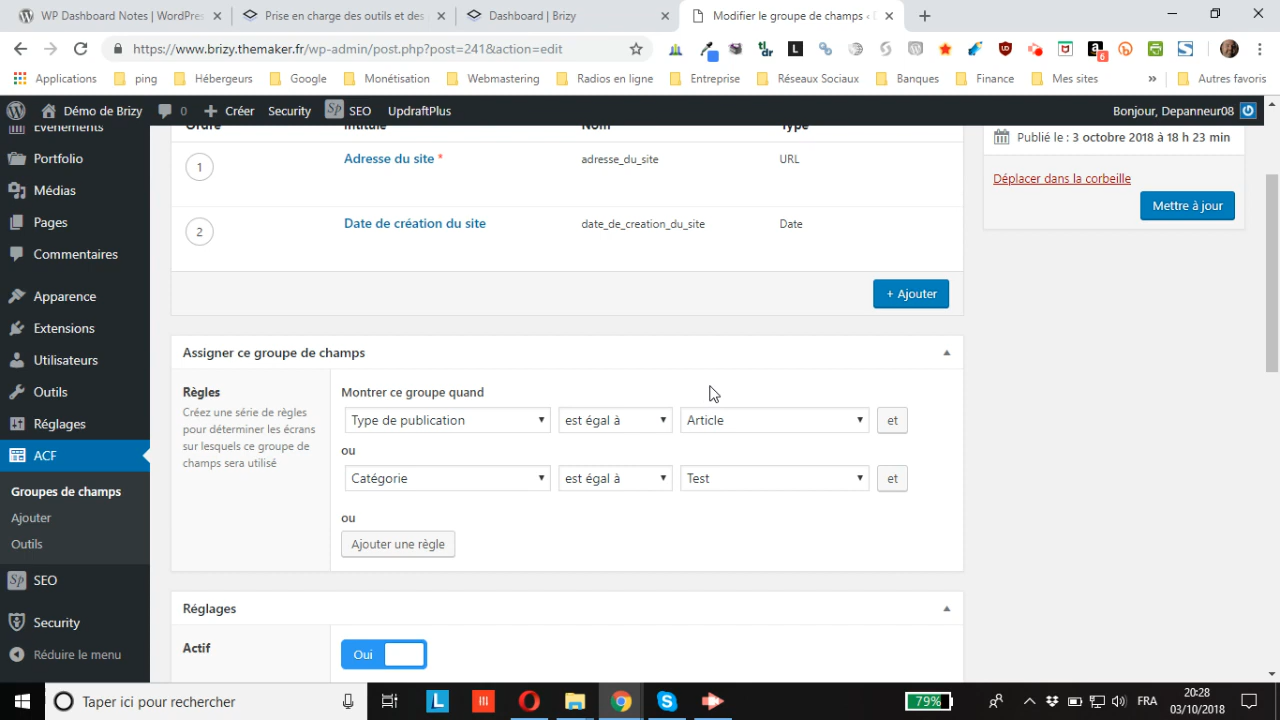 WP Dashboard Notes | WordPres
Prise en charge des outils et des
Dashboard | Brizy
Modifier le groupe de champs ‹ D
https://www.brizy.themaker.fr/wp-admin/post.php?post=241&action=edit
Applications
ping
Hébergeurs
Google
Monétisation
Webmastering
Radios en ligne
Entreprise
Réseaux Sociaux
Banques
Finance
Mes sites
»
Autres favoris
Démo de Brizy
0
+ Créer
Security
SEO
UpdraftPlus
Bonjour, Depanneur08
Événements
Portfolio
Médias
Pages
Commentaires
Apparence
Extensions
Utilisateurs
Outils
Réglages
ACF
Groupes de champs
Ajouter
Outils
SEO
Security
Réduire le menu
Ordre
Intitulé
Nom
Type
1
Adresse du site *
adresse_du_site
URL
2
Date de création du site
date_de_creation_du_site
Date
+ Ajouter
Assigner ce groupe de champs
Règles
Créez une série de règles
pour déterminer les écrans
sur lesquels ce groupe de
champs sera utilisé
Montrer ce groupe quand
Type de publication
est égal à
Article
et
ou
Catégorie
est égal à
Test
et
ou
Ajouter une règle
Réglages
Actif
Oui
Publié le : 3 octobre 2018 à 18 h 23 min
Déplacer dans la corbeille
Mettre à jour
Taper ici pour rechercher
79%
FRA
20:28
03/10/2018